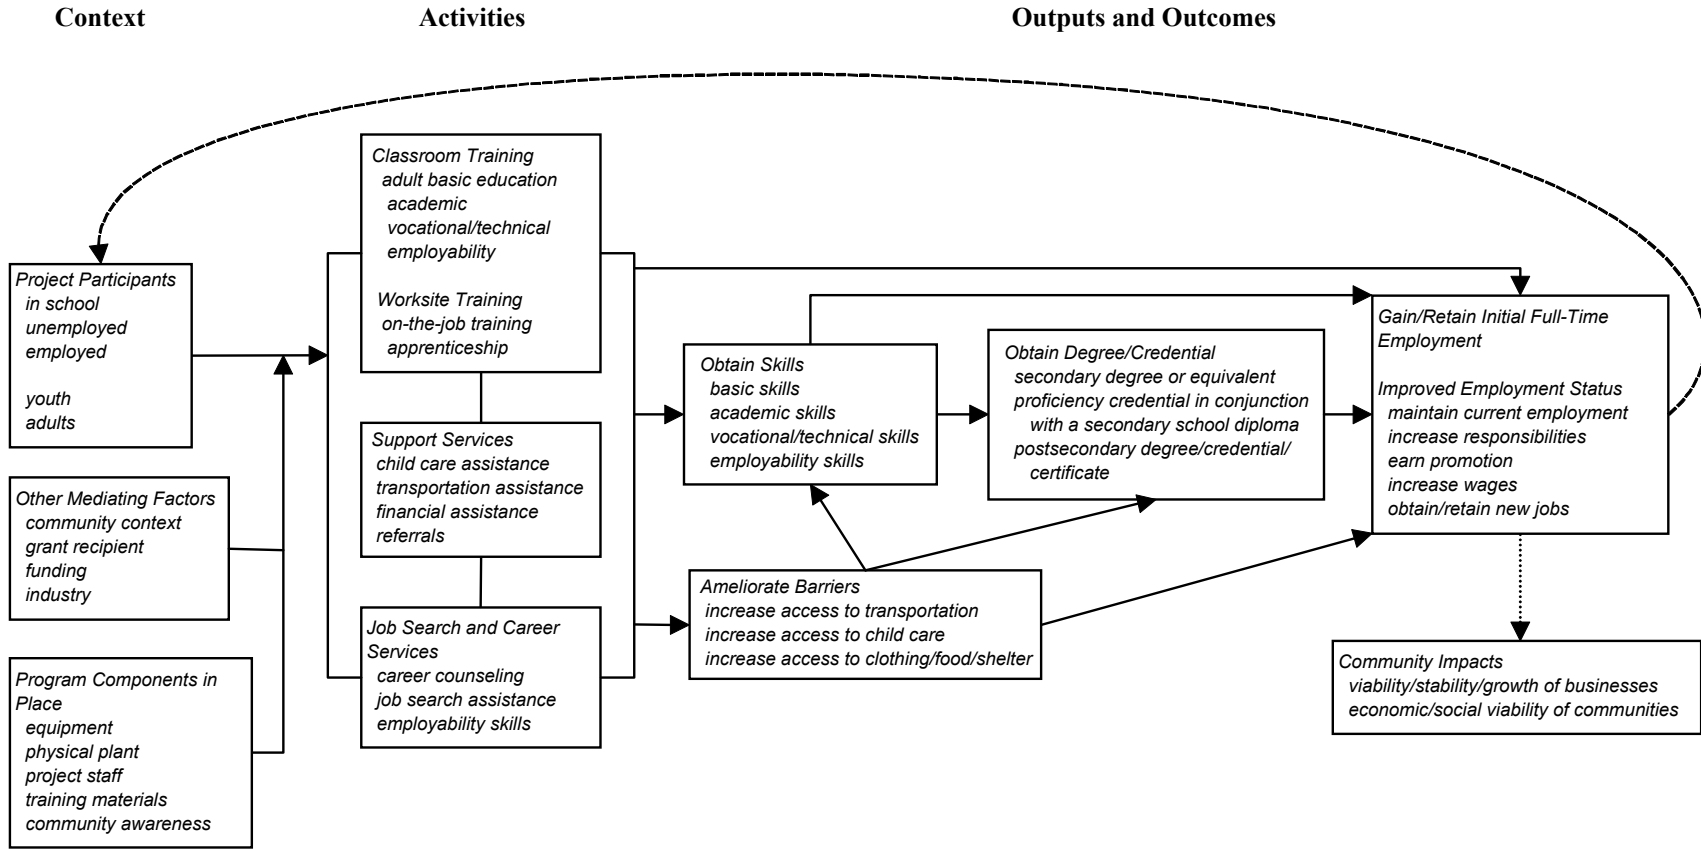 Context
Activities
Outputs and Outcomes
Project Participants
in school
unemployed
employed
youth
adults
Other Mediating Factors
community context
grant recipient
funding
industry
Program Components in
Place
equipment
physical plant
project staff
training materials
community awareness
Classroom Training
adult basic education
academic
vocational/technical
employability
Worksite Training
on-the-job training
apprenticeship
Support Services
child care assistance
transportation assistance
financial assistance
referrals
Job Search and Career
Services
career counseling
job search assistance
employability skills
Obtain Skills
basic skills
academic skills
vocational/technical skills
employability skills
Ameliorate Barriers
increase access to transportation
increase access to child care
increase access to clothing/food/shelter
Obtain Degree/Credential
secondary degree or equivalent
proficiency credential in conjunction
with a secondary school diploma
postsecondary degree/credential/
certificate
Gain/Retain Initial Full-Time
Employment
Improved Employment Status
maintain current employment
increase responsibilities
earn promotion
increase wages
obtain/retain new jobs
Community Impacts
viability/stability/growth of businesses
economic/social viability of communities